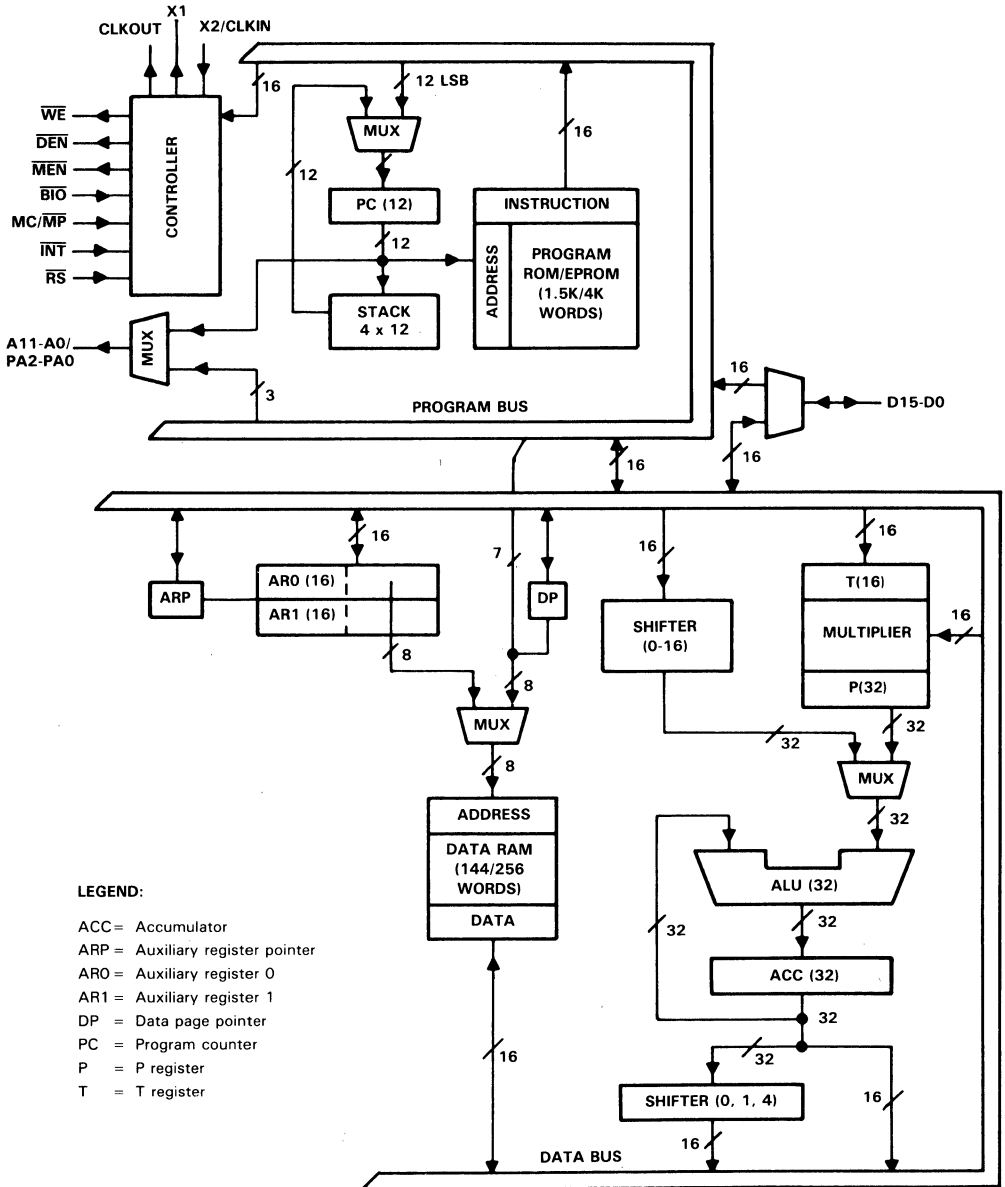 X1
CLKOUT
X2/CLKIN
WE
DEN
MEN
BIO
MC/MP
INT
RS
CONTROLLER
16
12 LSB
MUX
12
PC (12)
12
16
INSTRUCTION
ADDRESS
PROGRAM
ROM/EPROM
(1.5K/4K
WORDS)
STACK
4 x 12
A11-A0/
PA2-PA0
MUX
3
PROGRAM BUS
16
D15-D0
16
16
16
7
16
16
ARP
AR0 (16)
AR1 (16)
DP
SHIFTER
(0-16)
T(16)
MULTIPLIER
P(32)
16
8
8
MUX
32
32
MUX
8
32
ADDRESS
DATA RAM
(144/256
WORDS)
DATA
ALU (32)
32
32
ACC (32)
32
32
16
SHIFTER (0, 1, 4)
16
16
DATA BUS
LEGEND:
ACC = Accumulator
ARP = Auxiliary register pointer
AR0 = Auxiliary register 0
AR1 = Auxiliary register 1
DP = Data page pointer
PC = Program counter
P = P register
T = T register